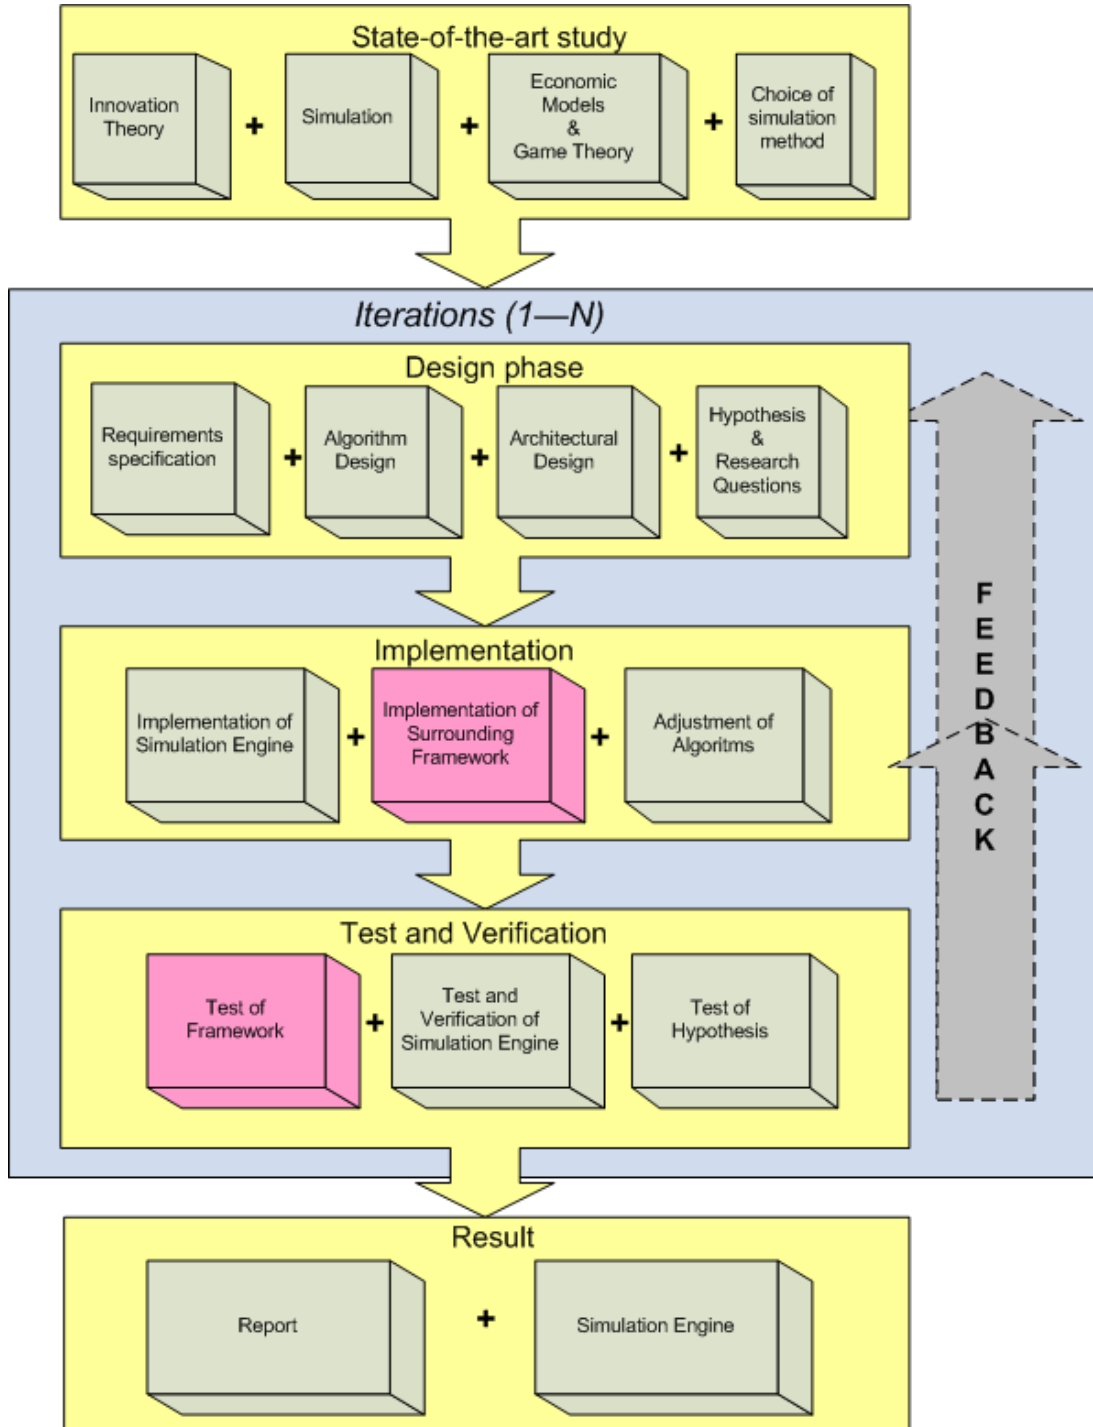 State-of-the-art study
Innovation
Theory
+
Simulation
+
Economic
Models
&
Game Theory
+
Choice of
simulation
method
Iterations (1—N)
Design phase
Requirements
specification
+
Algorithm
Design
+
Architectural
Design
+
Hypothesis
&
Research
Questions
Implementation
Implementation of
Simulation Engine
+
Implementation of
Surrounding
Framework
+
Adjustment of
Algoritms
Test and Verification
Test of
Framework
+
Test and
Verification of
Simulation Engine
+
Test of
Hypothesis
FEEDBACK
Result
Report
+
Simulation Engine